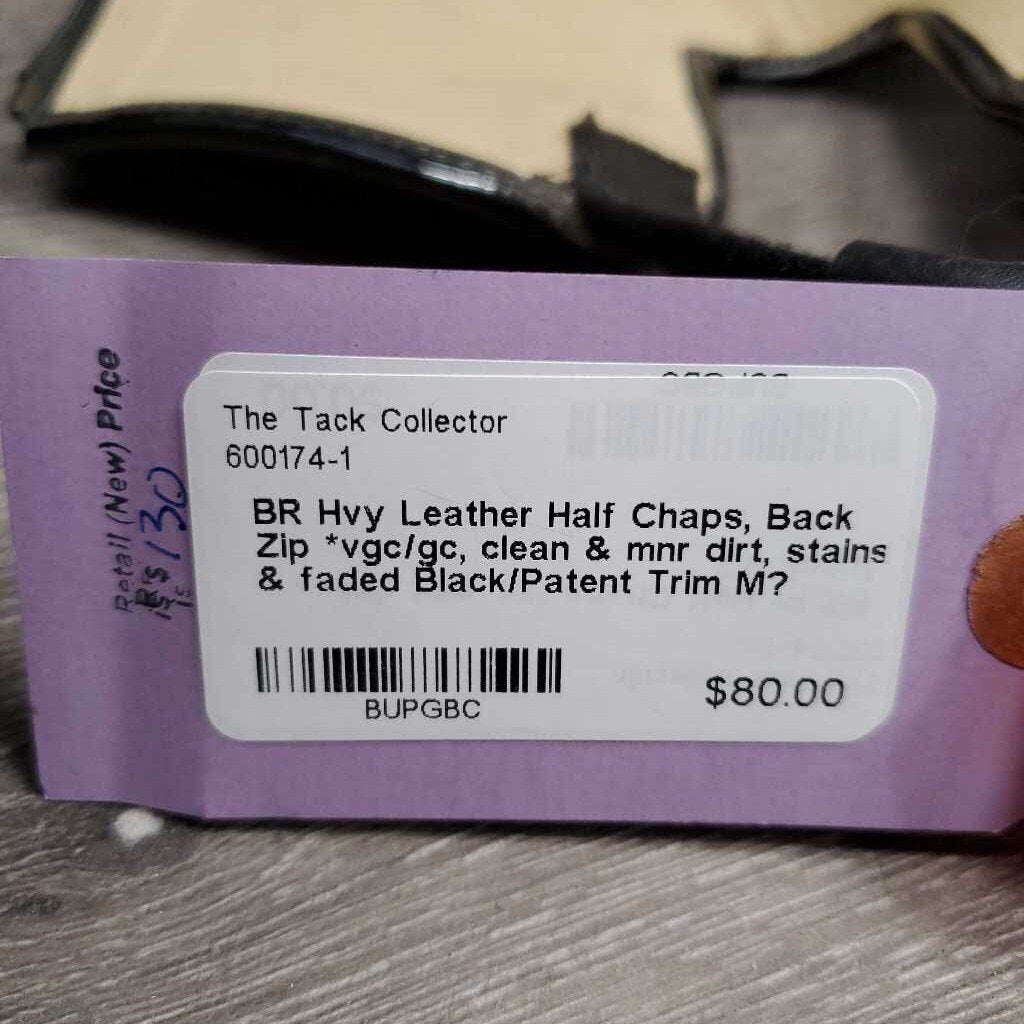 The Tack Collector
600174-1
BR Hvy Leather Half Chaps, Back
Zip *vgc/gc, clean & mnr dirt, stains
& faded Black/Patent Trim M?
BUPGBC
$80.00
Retail (New) Price
130